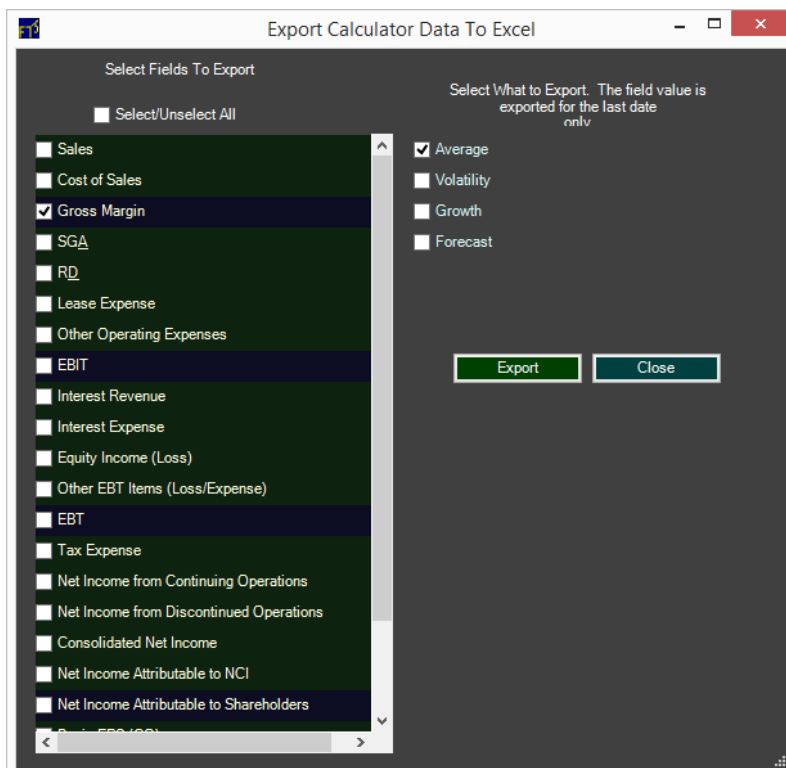 Export Calculator Data To Excel
Select Fields To Export
Select/Unselect All
Sales
Cost of Sales
Gross Margin
SGA
RD
Lease Expense
Other Operating Expenses
EBIT
Interest Revenue
Interest Expense
Equity Income (Loss)
Other EBT Items (Loss/Expense)
EBT
Tax Expense
Net Income from Continuing Operations
Net Income from Discontinued Operations
Consolidated Net Income
Net Income Attributable to NCI
Net Income Attributable to Shareholders
Select What to Export. The field value is
exported for the last date
only
Average
Volatility
Growth
Forecast
Export
Close